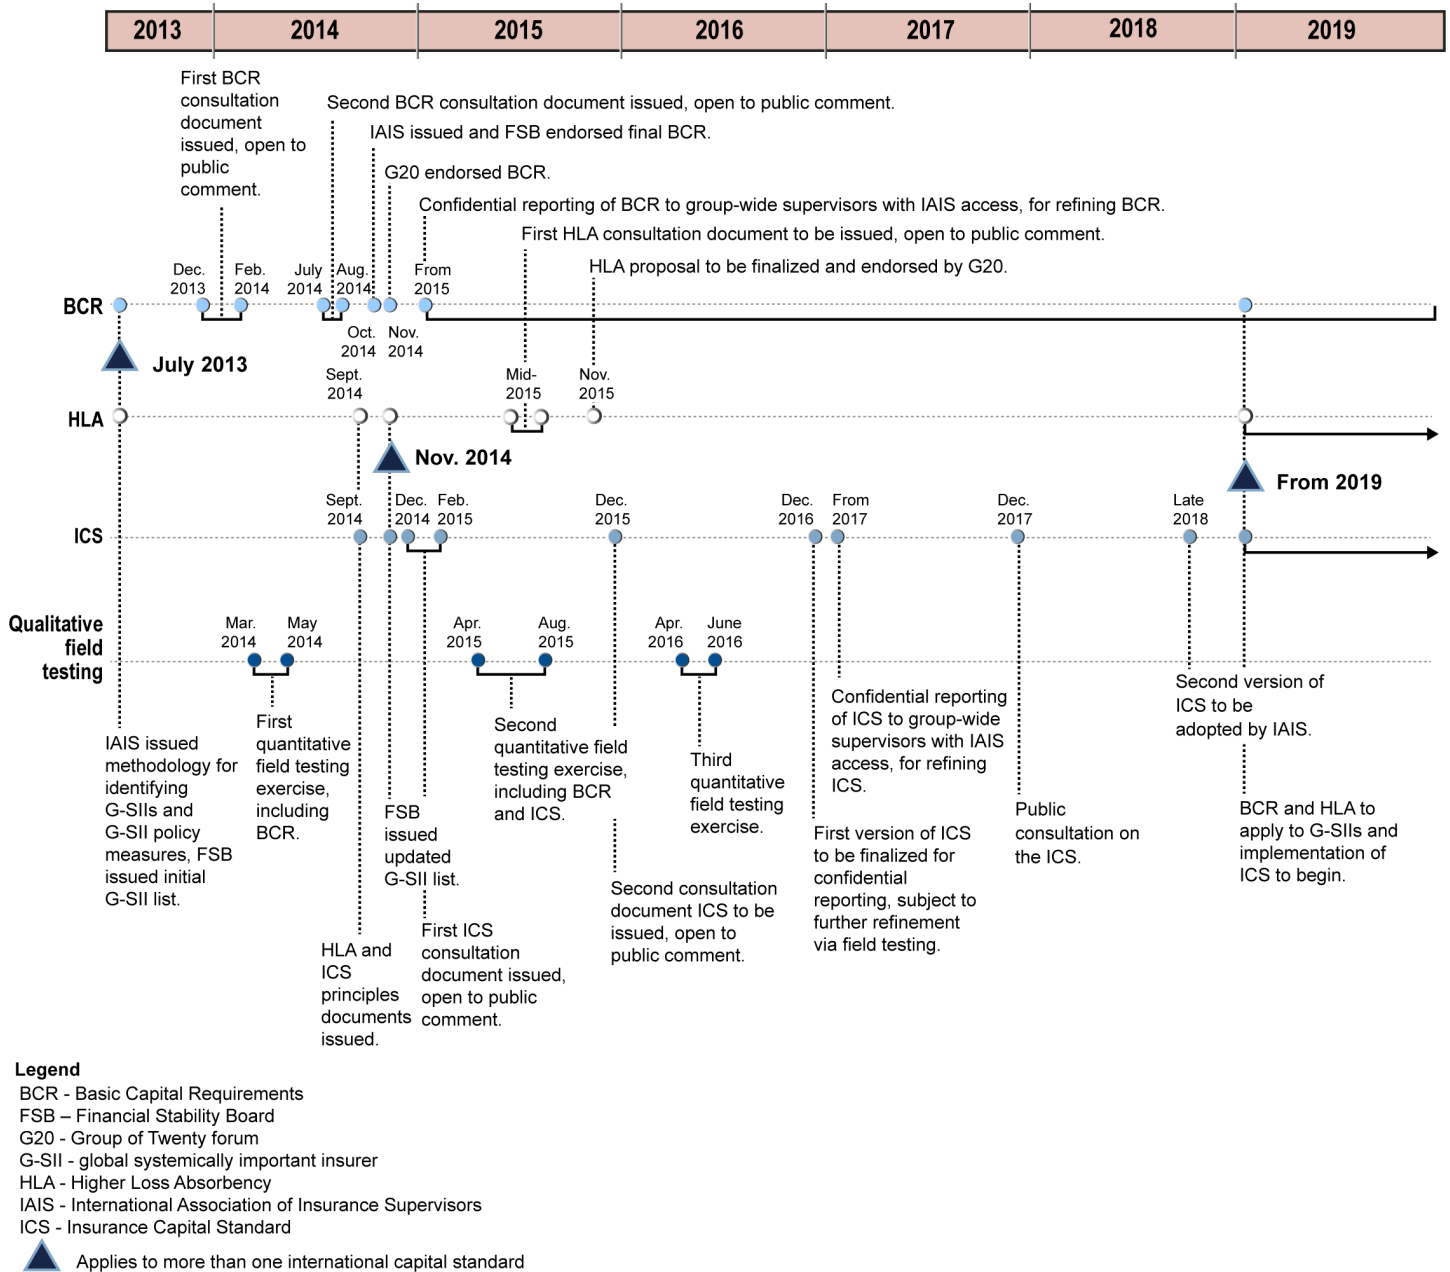 2013 2014 2015 2016 2017 2018 2019
First BCR
consultation
document
issued, open to
public
comment.
Second BCR consultation document issued, open to public comment.
IAIS issued and FSB endorsed final BCR.
G20 endorsed BCR.
Confidential reporting of BCR to group-wide supervisors with IAIS access, for refining BCR.
First HLA consultation document to be issued, open to public comment.
HLA proposal to be finalized and endorsed by G20.
Dec. Feb. July Aug. From
2013 2014 2014 2014 2015
BCR
Oct. Nov.
2014 2014
July 2013
Sept. Mid- Nov.
2014 2015 2015
HLA
Nov. 2014
From 2019
Sept. Dec. Feb. Dec. Dec. From Dec. Late
2014 2014 2015 2015 2016 2017 2017 2018
ICS
Qualitative
field
testing
Mar. May Apr. Aug. Apr. June
2014 2014 2015 2015 2016 2016
IAIS issued
methodology for
identifying
G-SIIs and
G-SII policy
measures, FSB
issued initial
G-SII list.
First
quantitative
field testing
exercise,
including
BCR.
HLA and
ICS
principles
documents
issued.
FSB
issued
updated
G-SII list.
First ICS
consultation
document issued,
open to public
comment.
Second
quantitative field
testing exercise,
including BCR
and ICS.
Second consultation
document ICS to be
issued, open to
public comment.
Third
quantitative
field testing
exercise.
First version of ICS
to be finalized for
confidential
reporting, subject to
further refinement
via field testing.
Confidential reporting
of ICS to group-wide
supervisors with IAIS
access, for refining
ICS.
Public
consultation on
the ICS.
Second version of
ICS to be
adopted by IAIS.
BCR and HLA to
apply to G-SIIs and
implementation of
ICS to begin.
Legend
BCR - Basic Capital Requirements
FSB – Financial Stability Board
G20 - Group of Twenty forum
G-SII - global systemically important insurer
HLA - Higher Loss Absorbency
IAIS - International Association of Insurance Supervisors
ICS - Insurance Capital Standard
Applies to more than one international capital standard